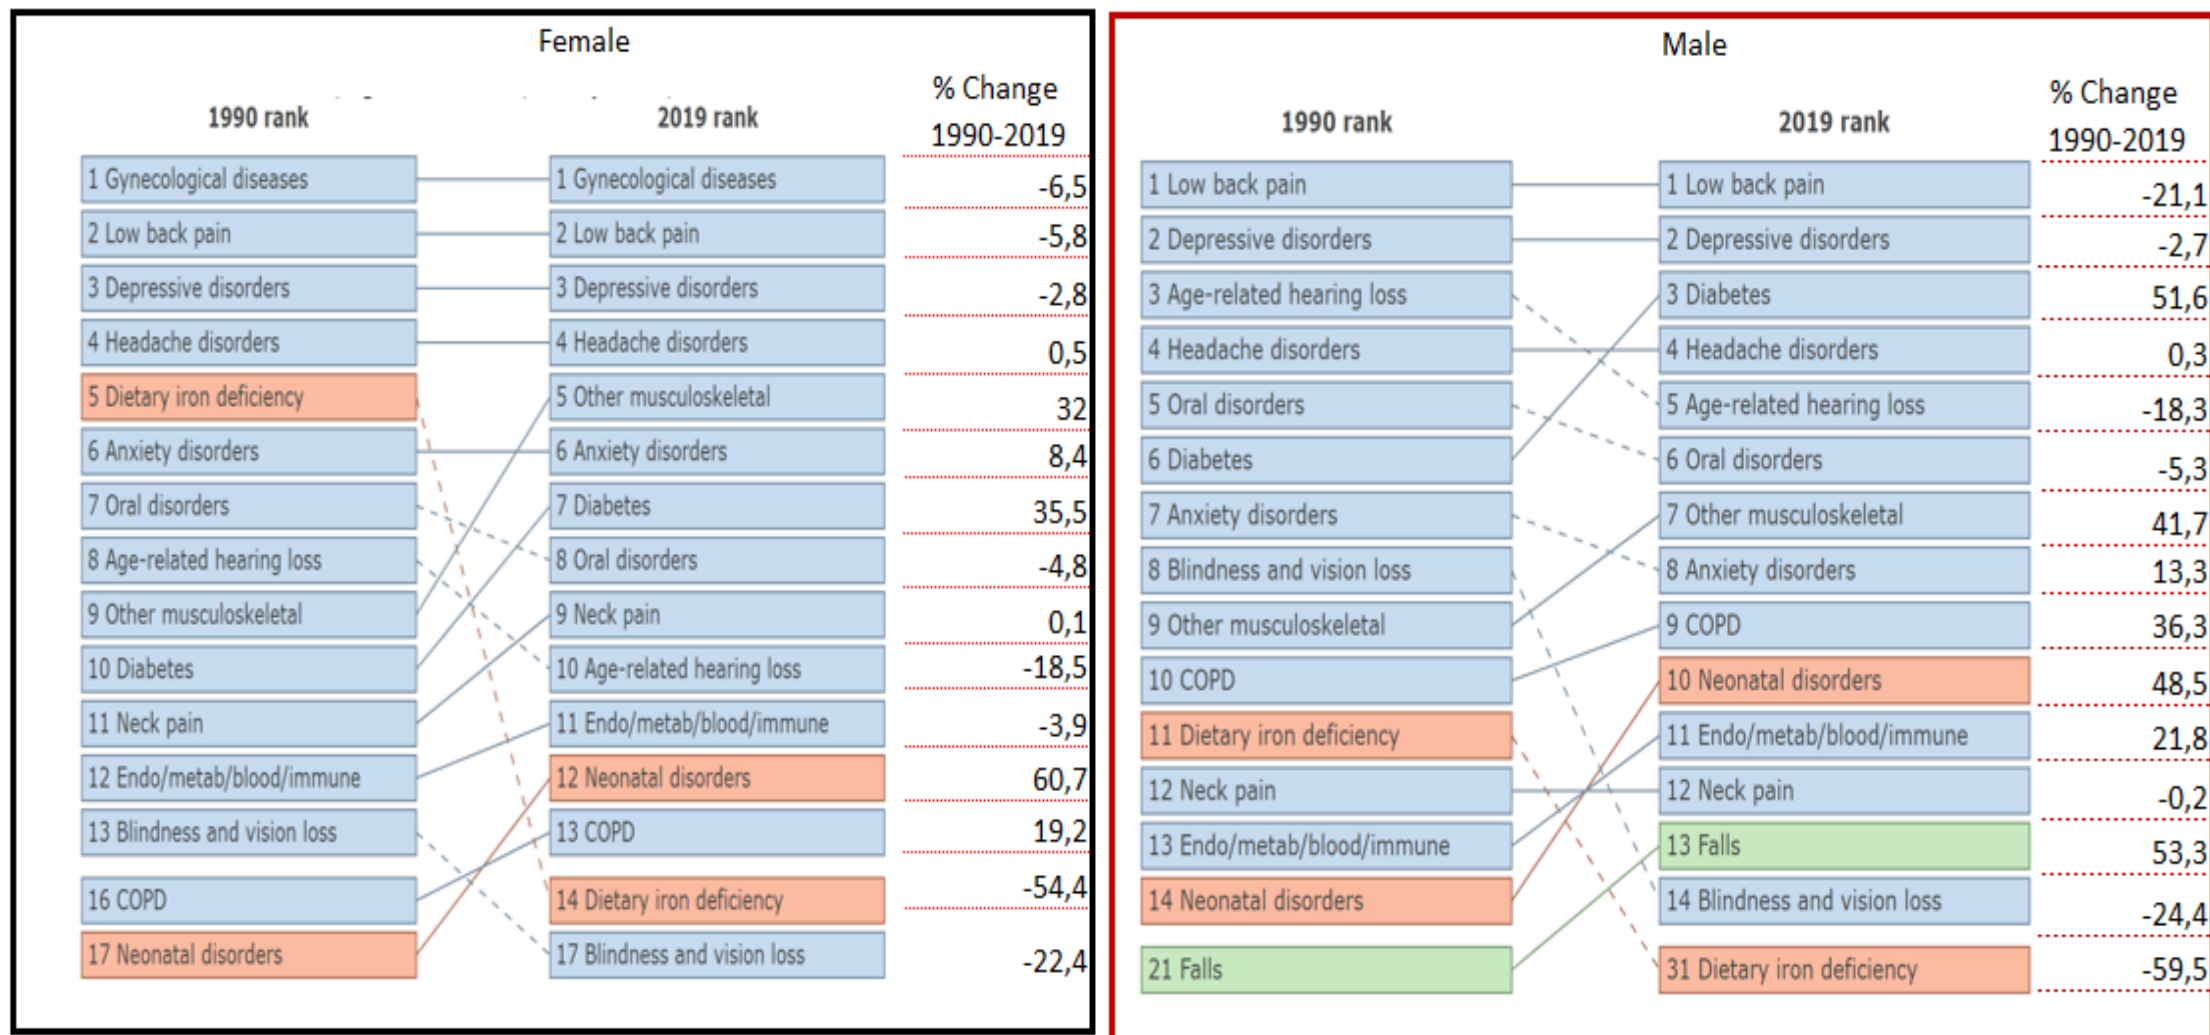 Female
% Change
1990 rank 2019 rank 1990-2019
1 Gynecological diseases 1 Gynecological diseases -6,5
2 Low back pain 2 Low back pain -5,8
3 Depressive disorders 3 Depressive disorders -2,8
4 Headache disorders 4 Headache disorders 0,5
5 Dietary iron deficiency 5 Other musculoskeletal 32
6 Anxiety disorders 6 Anxiety disorders 8,4
7 Oral disorders 7 Diabetes 35,5
8 Age-related hearing loss 8 Oral disorders -4,8
9 Other musculoskeletal 9 Neck pain 0,1
10 Diabetes 10 Age-related hearing loss -18,5
11 Neck pain 11 Endo/metab/blood/immune -3,9
12 Endo/metab/blood/immune 12 Neonatal disorders 60,7
13 Blindness and vision loss 13 COPD 19,2
16 COPD 14 Dietary iron deficiency -54,4
17 Neonatal disorders 17 Blindness and vision loss -22,4
Male
% Change
1990 rank 2019 rank 1990-2019
1 Low back pain 1 Low back pain -21,1
2 Depressive disorders 2 Depressive disorders -2,7
3 Age-related hearing loss 3 Diabetes 51,6
4 Headache disorders 4 Headache disorders 0,3
5 Oral disorders 5 Age-related hearing loss -18,3
6 Diabetes 6 Oral disorders -5,3
7 Anxiety disorders 7 Other musculoskeletal 41,7
8 Blindness and vision loss 8 Anxiety disorders 13,3
9 Other musculoskeletal 9 COPD 36,3
10 COPD 10 Neonatal disorders 48,5
11 Dietary iron deficiency 11 Endo/metab/blood/immune 21,8
12 Neck pain 12 Neck pain -0,2
13 Endo/metab/blood/immune 13 Falls 53,3
14 Neonatal disorders 14 Blindness and vision loss -24,4
21 Falls 31 Dietary iron deficiency -59,5